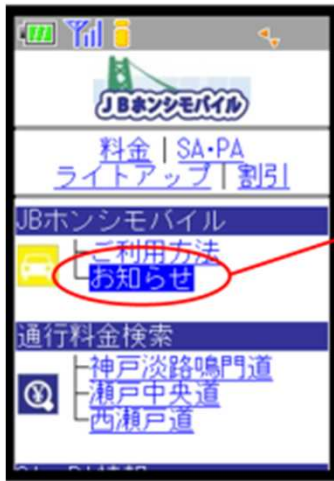 JBホンシモバイル
料金 | SA・PA
ライトアップ | 割引
JBホンシモバイル
ご利用方法
お知らせ
通行料金検索
神戸淡路鳴門道
瀬戸中央道
西瀬戸道